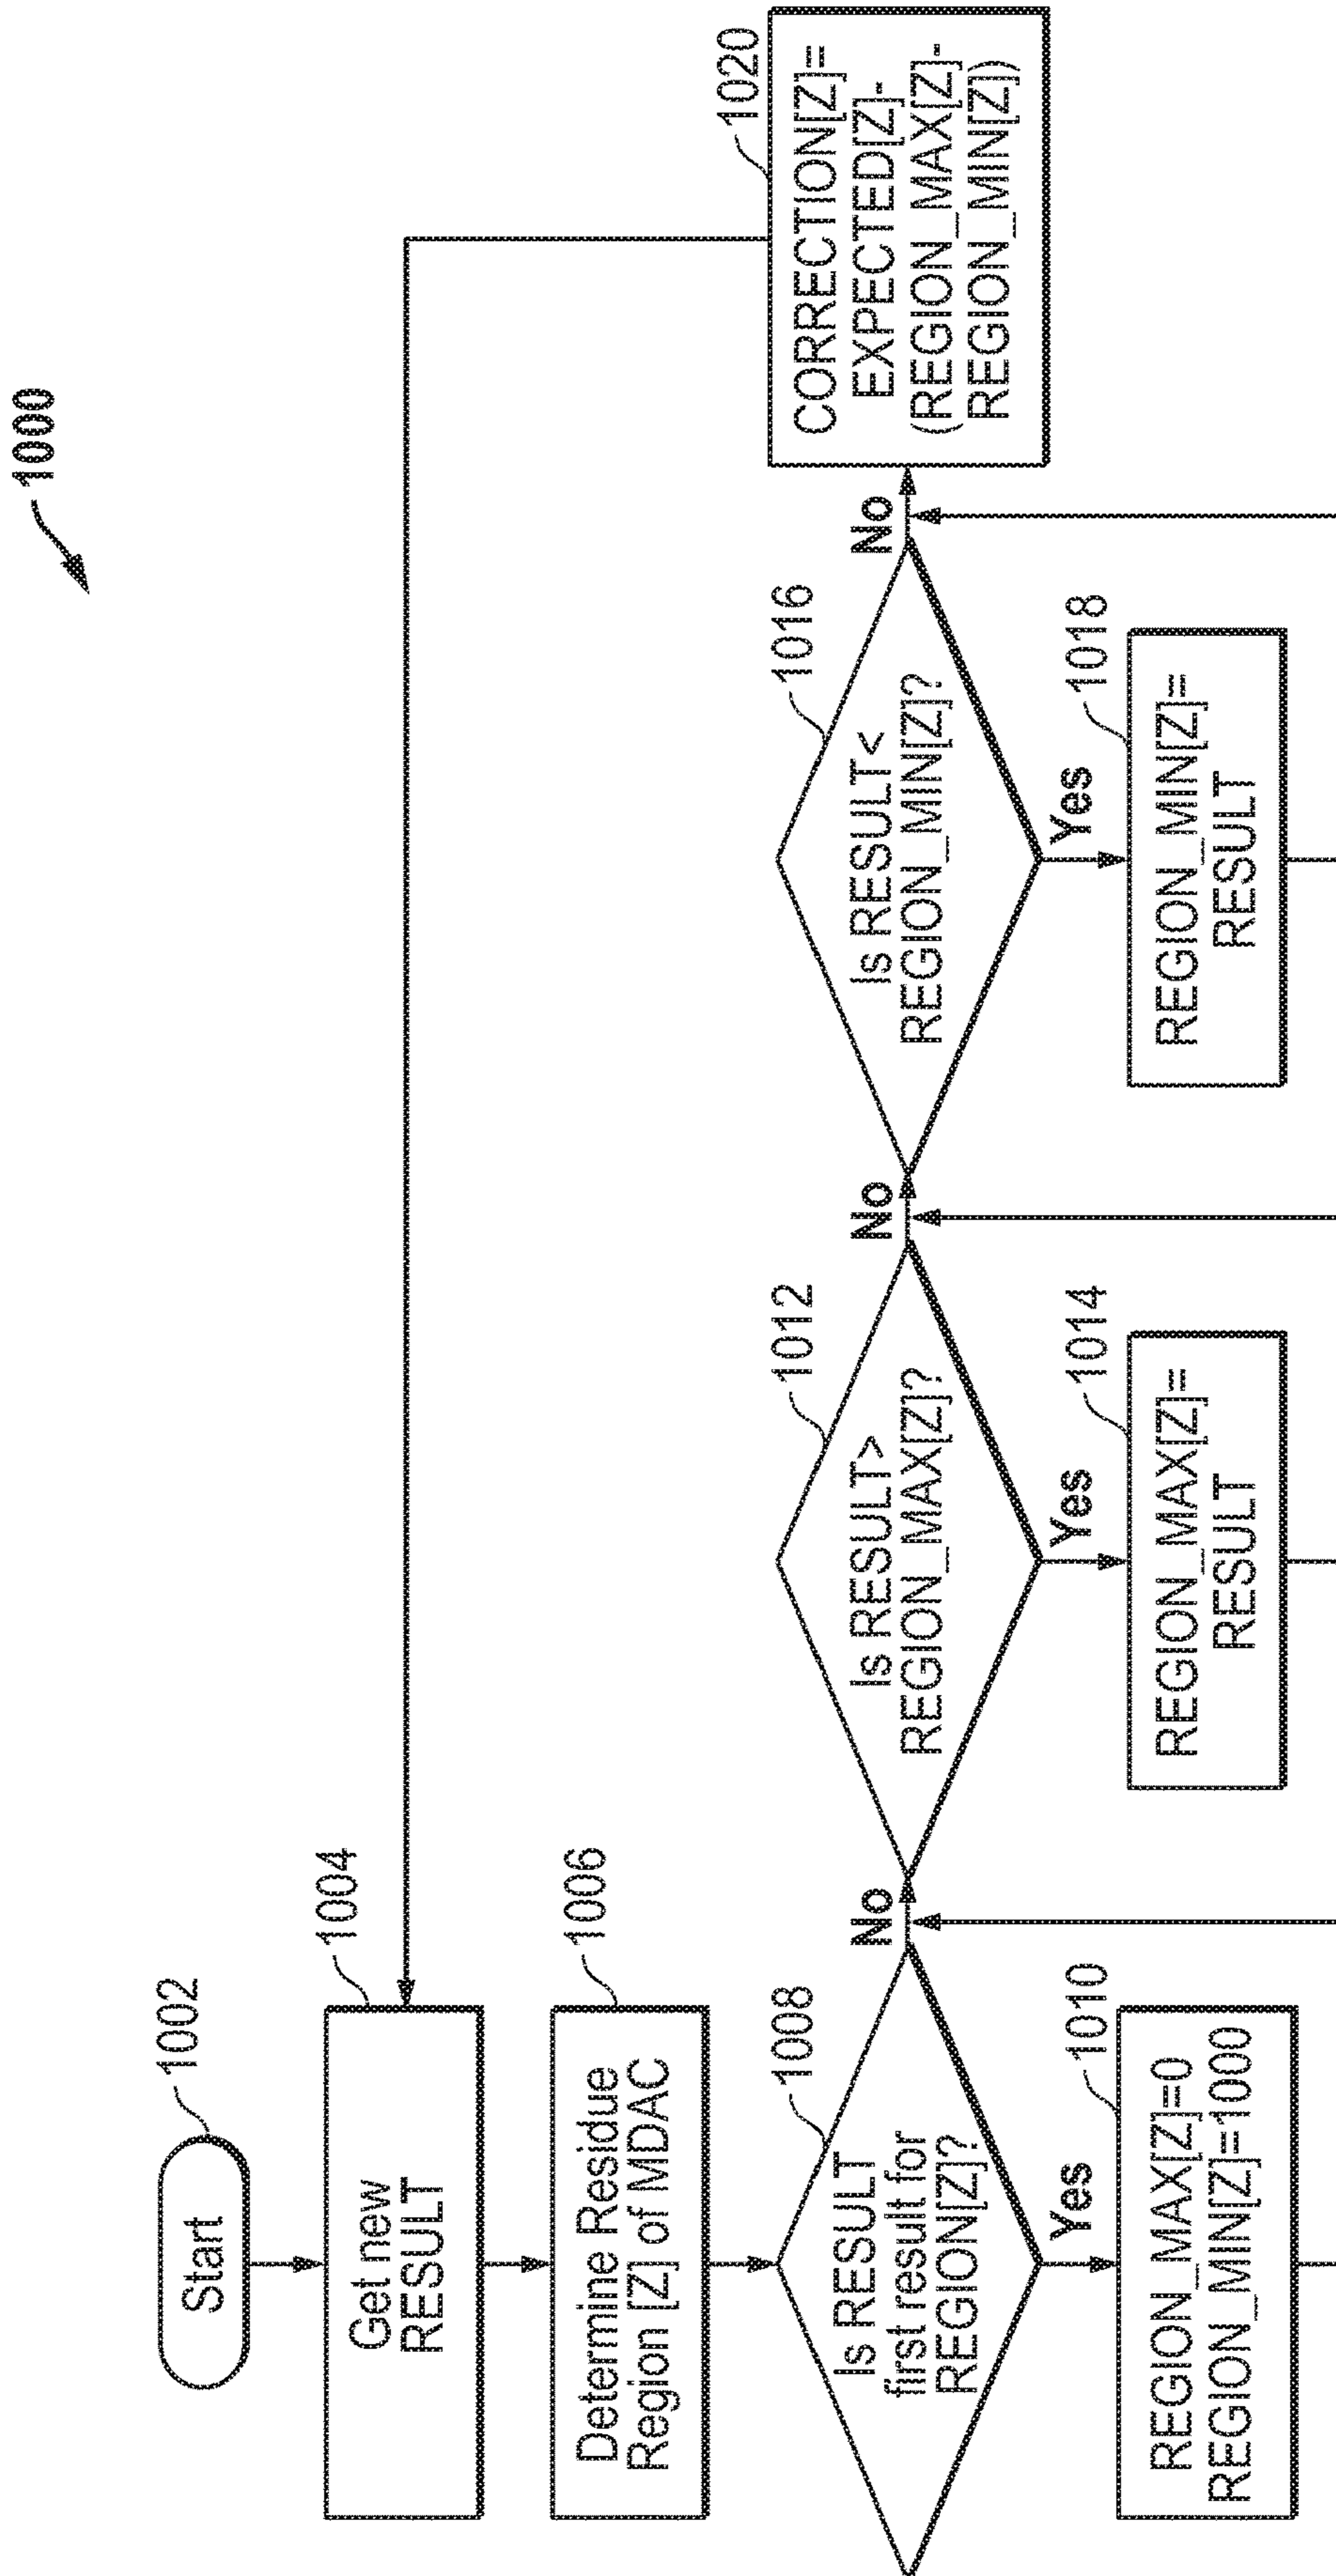 1000
Start
1002
Get new
RESULT
1004
Determine Residue
Region [Z] of MDAC
1006
Is RESULT
first result for
REGION[Z]?
1008
No
Yes
REGION_MAX[Z]=0
REGION_MIN[Z]=1000
1010
Is RESULT>
REGION_MAX[Z]?
1012
No
Yes
REGION_MAX[Z]=
RESULT
1014
Is RESULT<
REGION_MIN[Z]?
1016
No
Yes
REGION_MIN[Z]=
RESULT
1018
CORRECTION[Z]=
EXPECTED[Z]-
(REGION_MAX[Z]-
REGION_MIN[Z])
1020